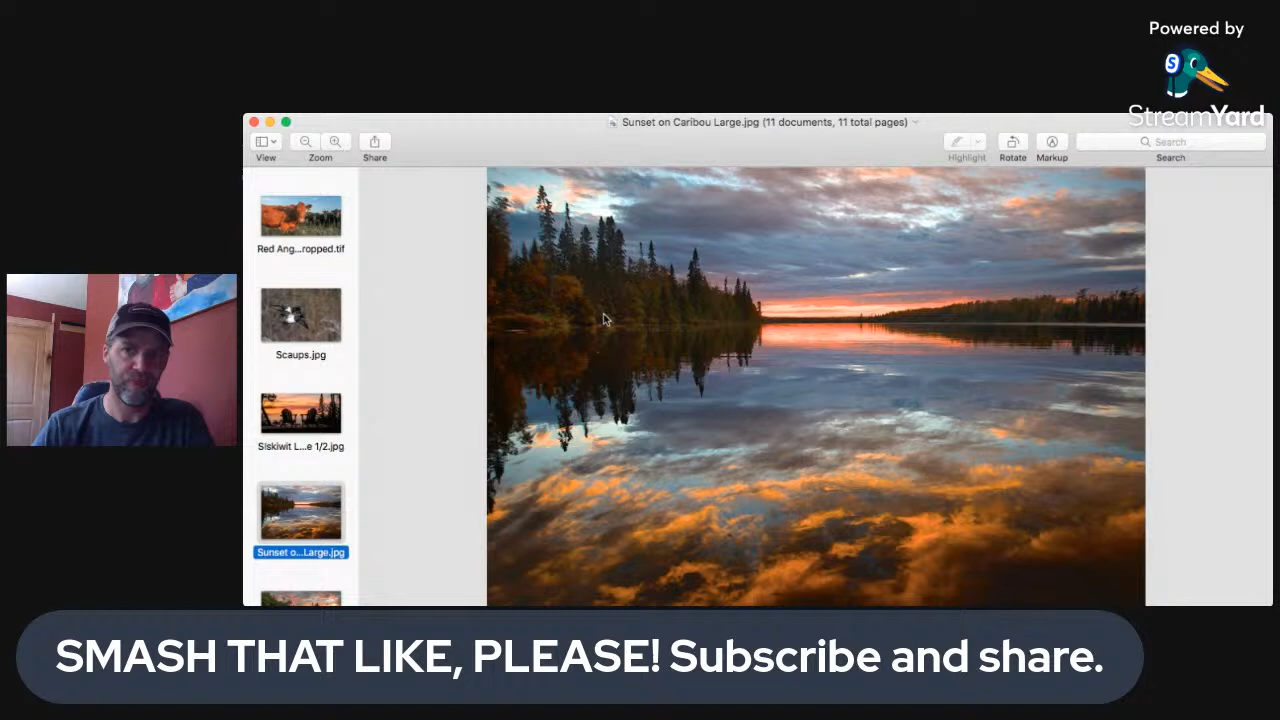 Powered by
StreamYard
Sunset on Caribou Large.jpg (11 documents, 11 total pages)
View
Zoom
Share
Highlight
Rotate
Markup
Search
Search
Red Ang...ropped.tif
Scaups.jpg
SIskiwit L...e 1/2.jpg
Sunset o...Large.jpg
SMASH THAT LIKE, PLEASE! Subscribe and share.